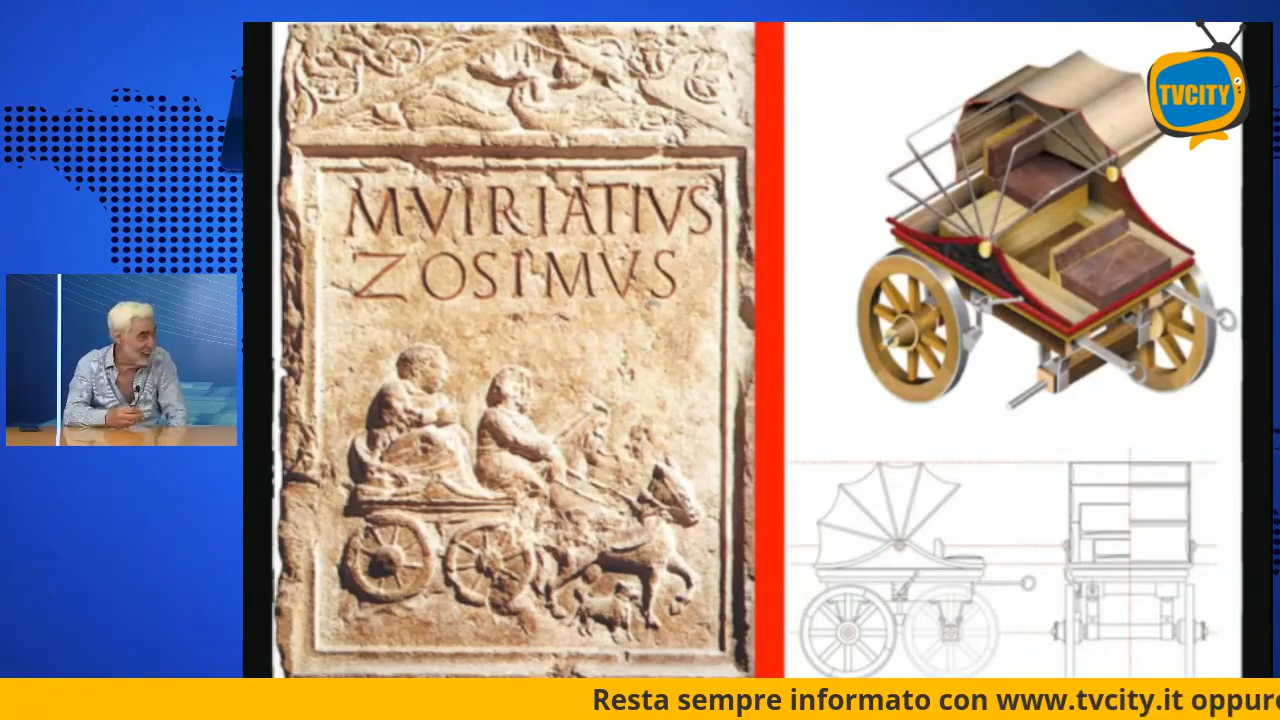 M·VIRIATIVS
ZOSIMVS
TVCITY
Resta sempre informato con www.tvcity.it oppure